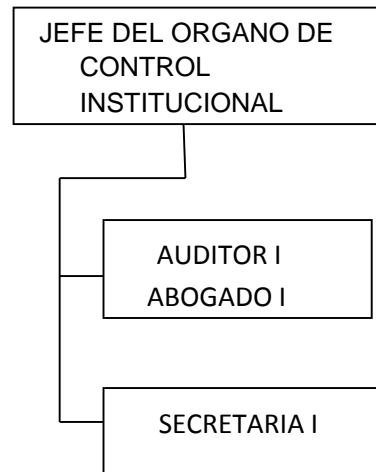 JEFE DEL ORGANO DE
CONTROL
INSTITUCIONAL
AUDITOR I
ABOGADO I
SECRETARIA I